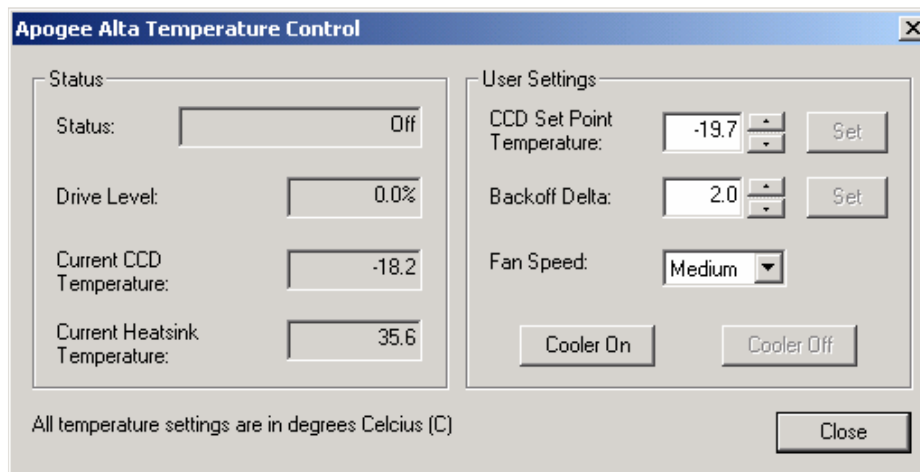 Apogee Alta Temperature Control
Status
Status:
Off
Drive Level:
0.0%
Current CCD
Temperature:
-18.2
Current Heatsink
Temperature:
35.6
User Settings
CCD Set Point
Temperature:
-19.7
Set
Backoff Delta:
2.0
Set
Fan Speed:
Medium
Cooler On
Cooler Off
All temperature settings are in degrees Celcius (C)
Close